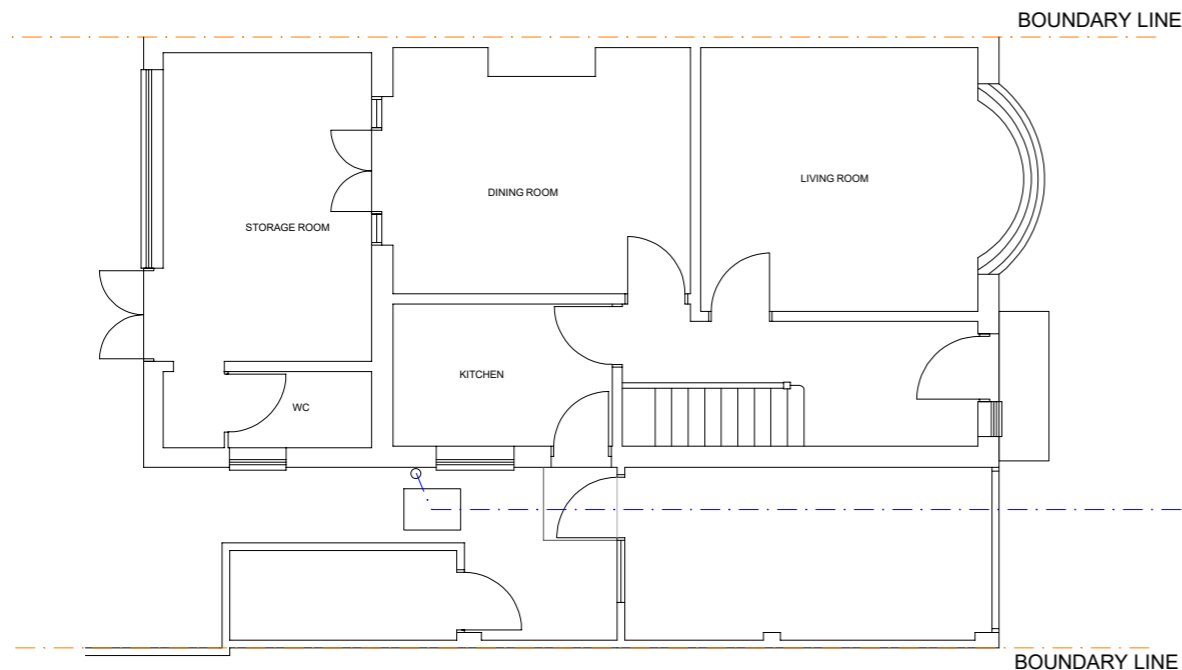 BOUNDARY LINE
LIVING ROOM
DINING ROOM
STORAGE ROOM
KITCHEN
WC
BOUNDARY LINE